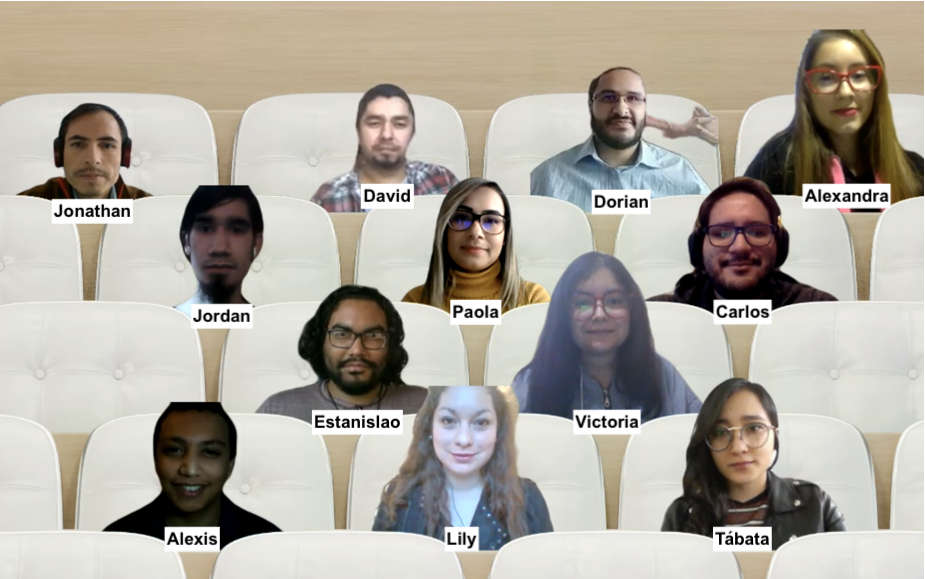 Jonathan
David
Dorian
Alexandra
Jordan
Paola
Carlos
Estanislao
Victoria
Alexis
Lily
Tábata